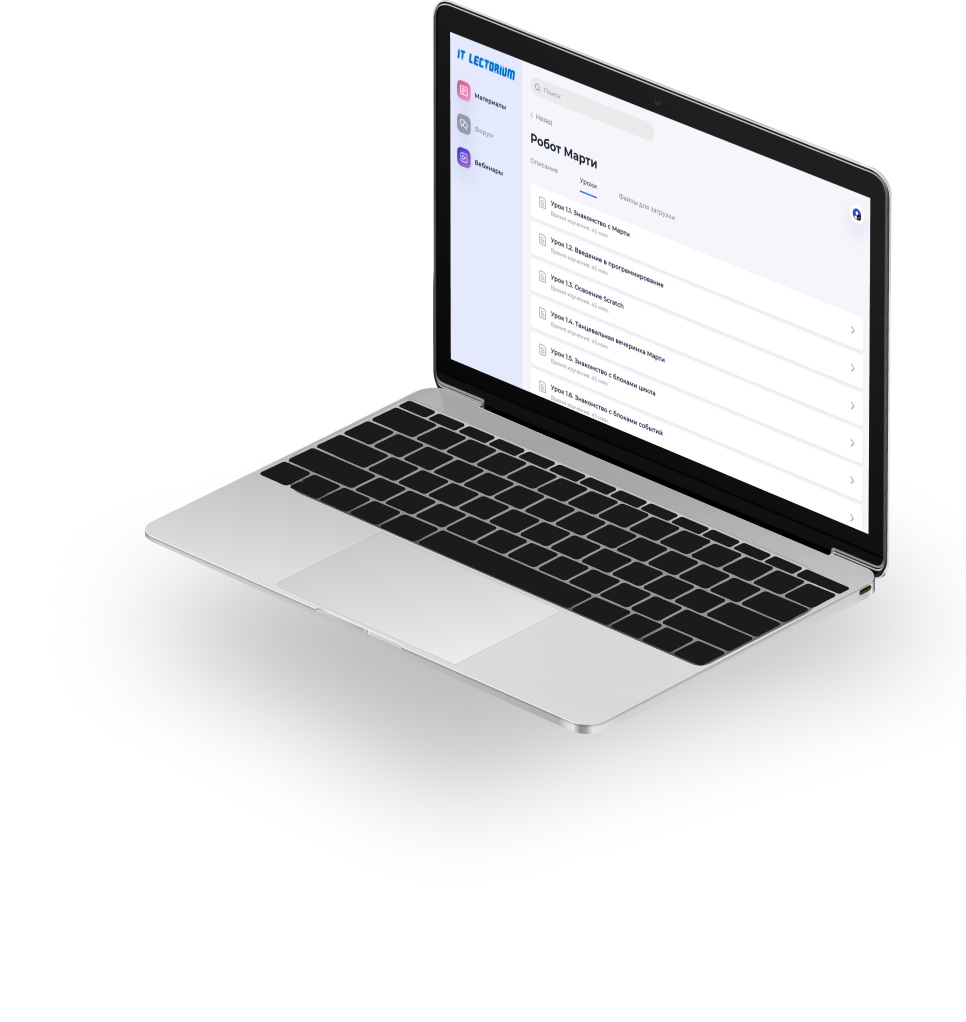 IT LECTORIUM
Материалы
Форум
Вебинары
Поиск
Назад
Робот Марти
Описание
Уроки
Файлы для загрузки
Урок 1.1. Знакомство с Марти
Время изучения: 45 мин.
Урок 1.2. Введение в программирование
Время изучения: 45 мин.
Урок 1.3. Освоение Scratch
Время изучения: 45 мин.
Урок 1.4. Танцевальная вечеринка Марти
Время изучения: 45 мин.
Урок 1.5. Знакомство с блоками цикла
Время изучения: 45 мин.
Урок 1.6. Знакомство с блоками событий
Время изучения: 45 мин.